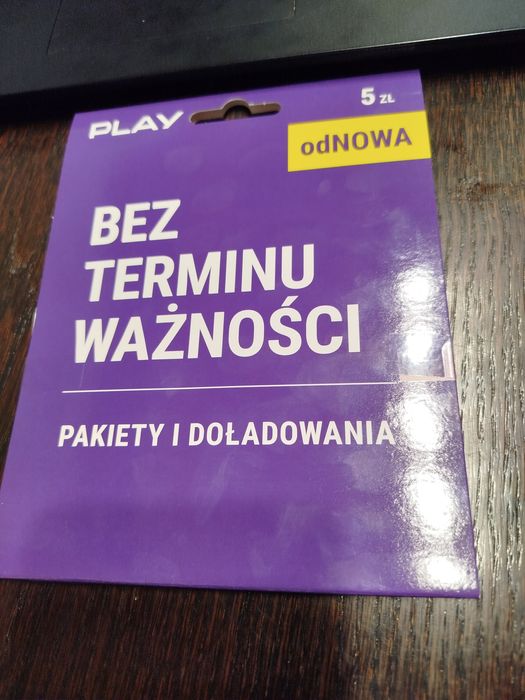 PLAY
5 ZŁ
odNOWA
BEZ
TERMINU
WAŻNOŚCI
PAKIETY I DOŁADOWANIA